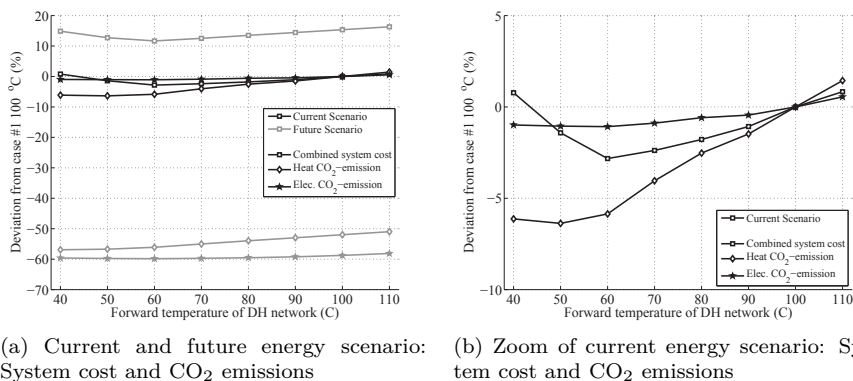 Deviation from case #1 100 °C (%)
20
10
0
−10
−20
−30
−40
−50
−60
−70
40 50 60 70 80 90 100 110
Forward temperature of DH network (C)
Current Scenario
Future Scenario
Combined system cost
Heat CO₂−emission
Elec. CO₂−emission
(a) Current and future energy scenario:
System cost and CO₂ emissions
Deviation from case #1 100 °C (%)
5
0
−5
−10
40 50 60 70 80 90 100 110
Forward temperature of DH network (C)
Current Scenario
Combined system cost
Heat CO₂−emission
Elec. CO₂−emission
(b) Zoom of current energy scenario: Sy
tem cost and CO₂ emissions